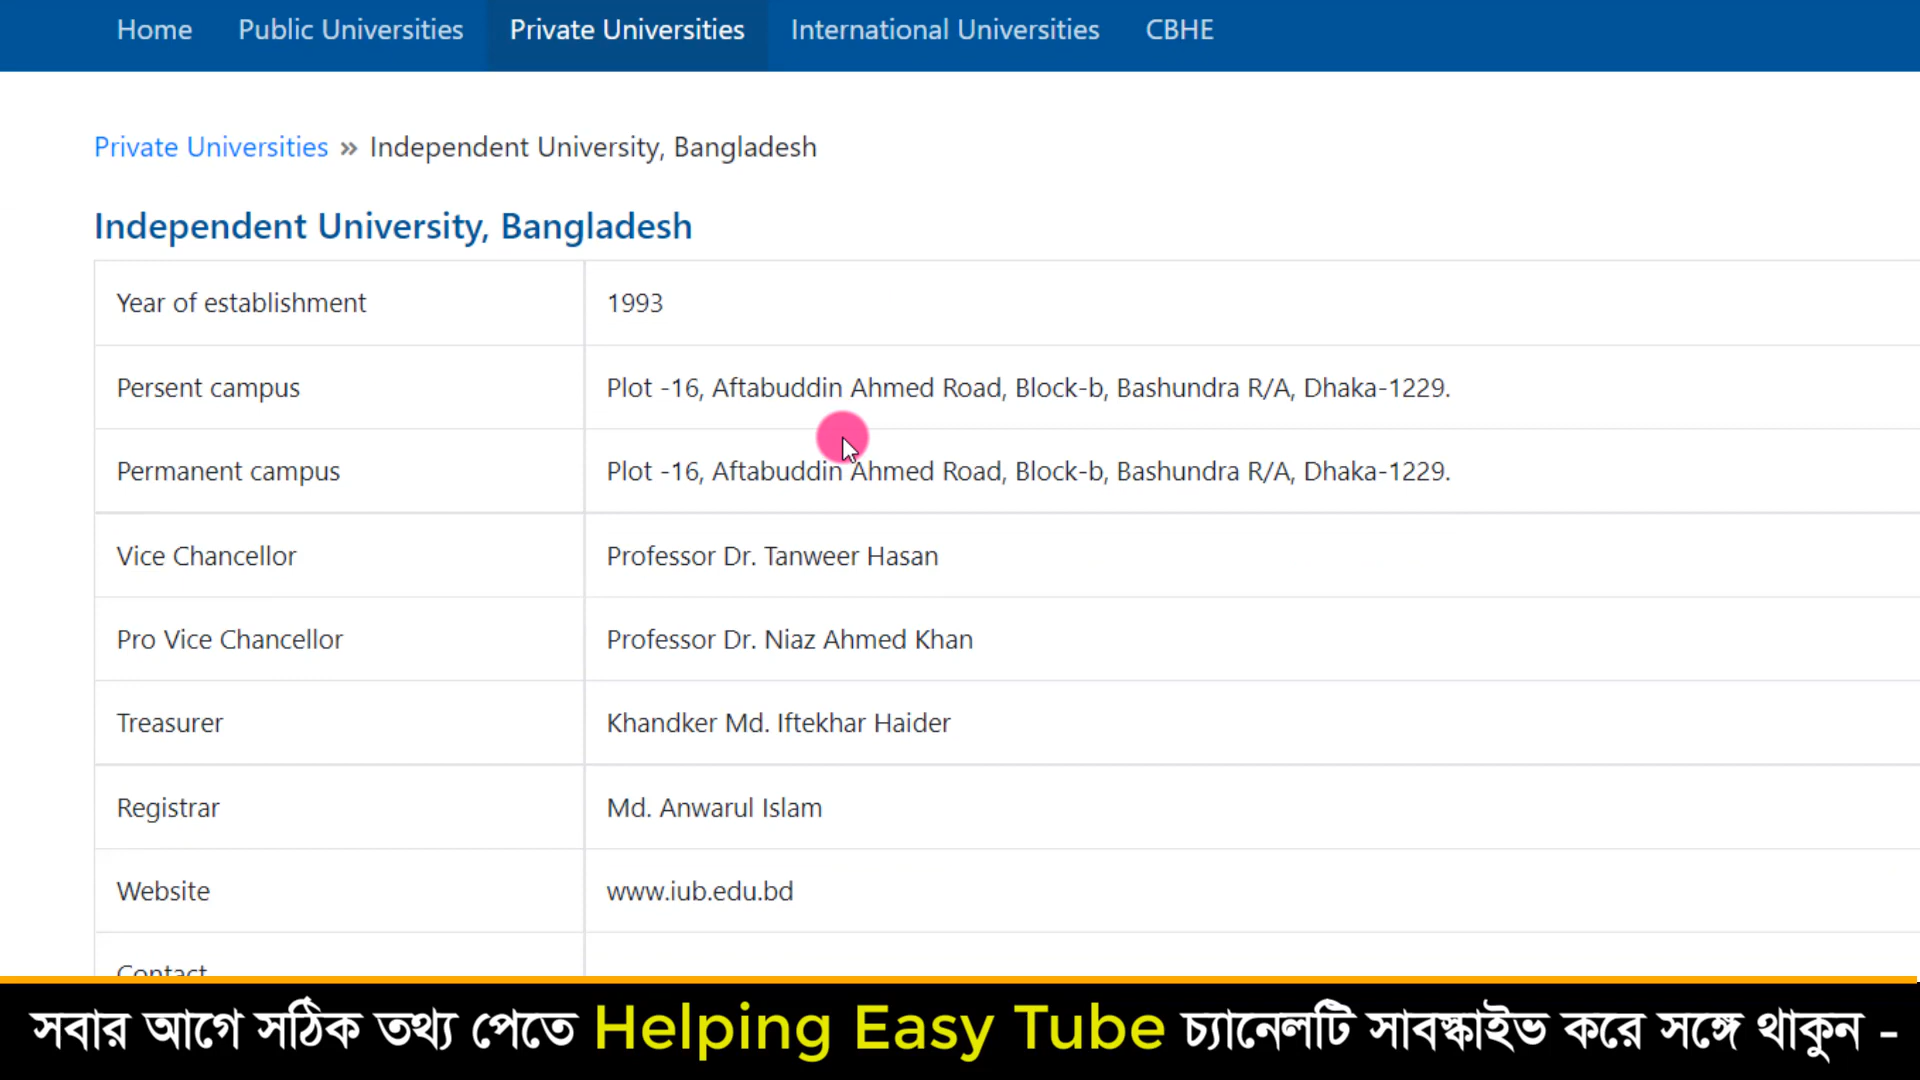 Home Public Universities Private Universities International Universities CBHE
Private Universities » Independent University, Bangladesh
Independent University, Bangladesh
Year of establishment 1993
Persent campus Plot -16, Aftabuddin Ahmed Road, Block-b, Bashundra R/A, Dhaka-1229.
Permanent campus Plot -16, Aftabuddin Ahmed Road, Block-b, Bashundra R/A, Dhaka-1229.
Vice Chancellor Professor Dr. Tanweer Hasan
Pro Vice Chancellor Professor Dr. Niaz Ahmed Khan
Treasurer Khandker Md. Iftekhar Haider
Registrar Md. Anwarul Islam
Website www.iub.edu.bd
Contact
সবার আগে সঠিক তথ্য পেতে Helping Easy Tube চ্যানেলটি সাবস্কাইভ করে সঙ্গে থাকুন -